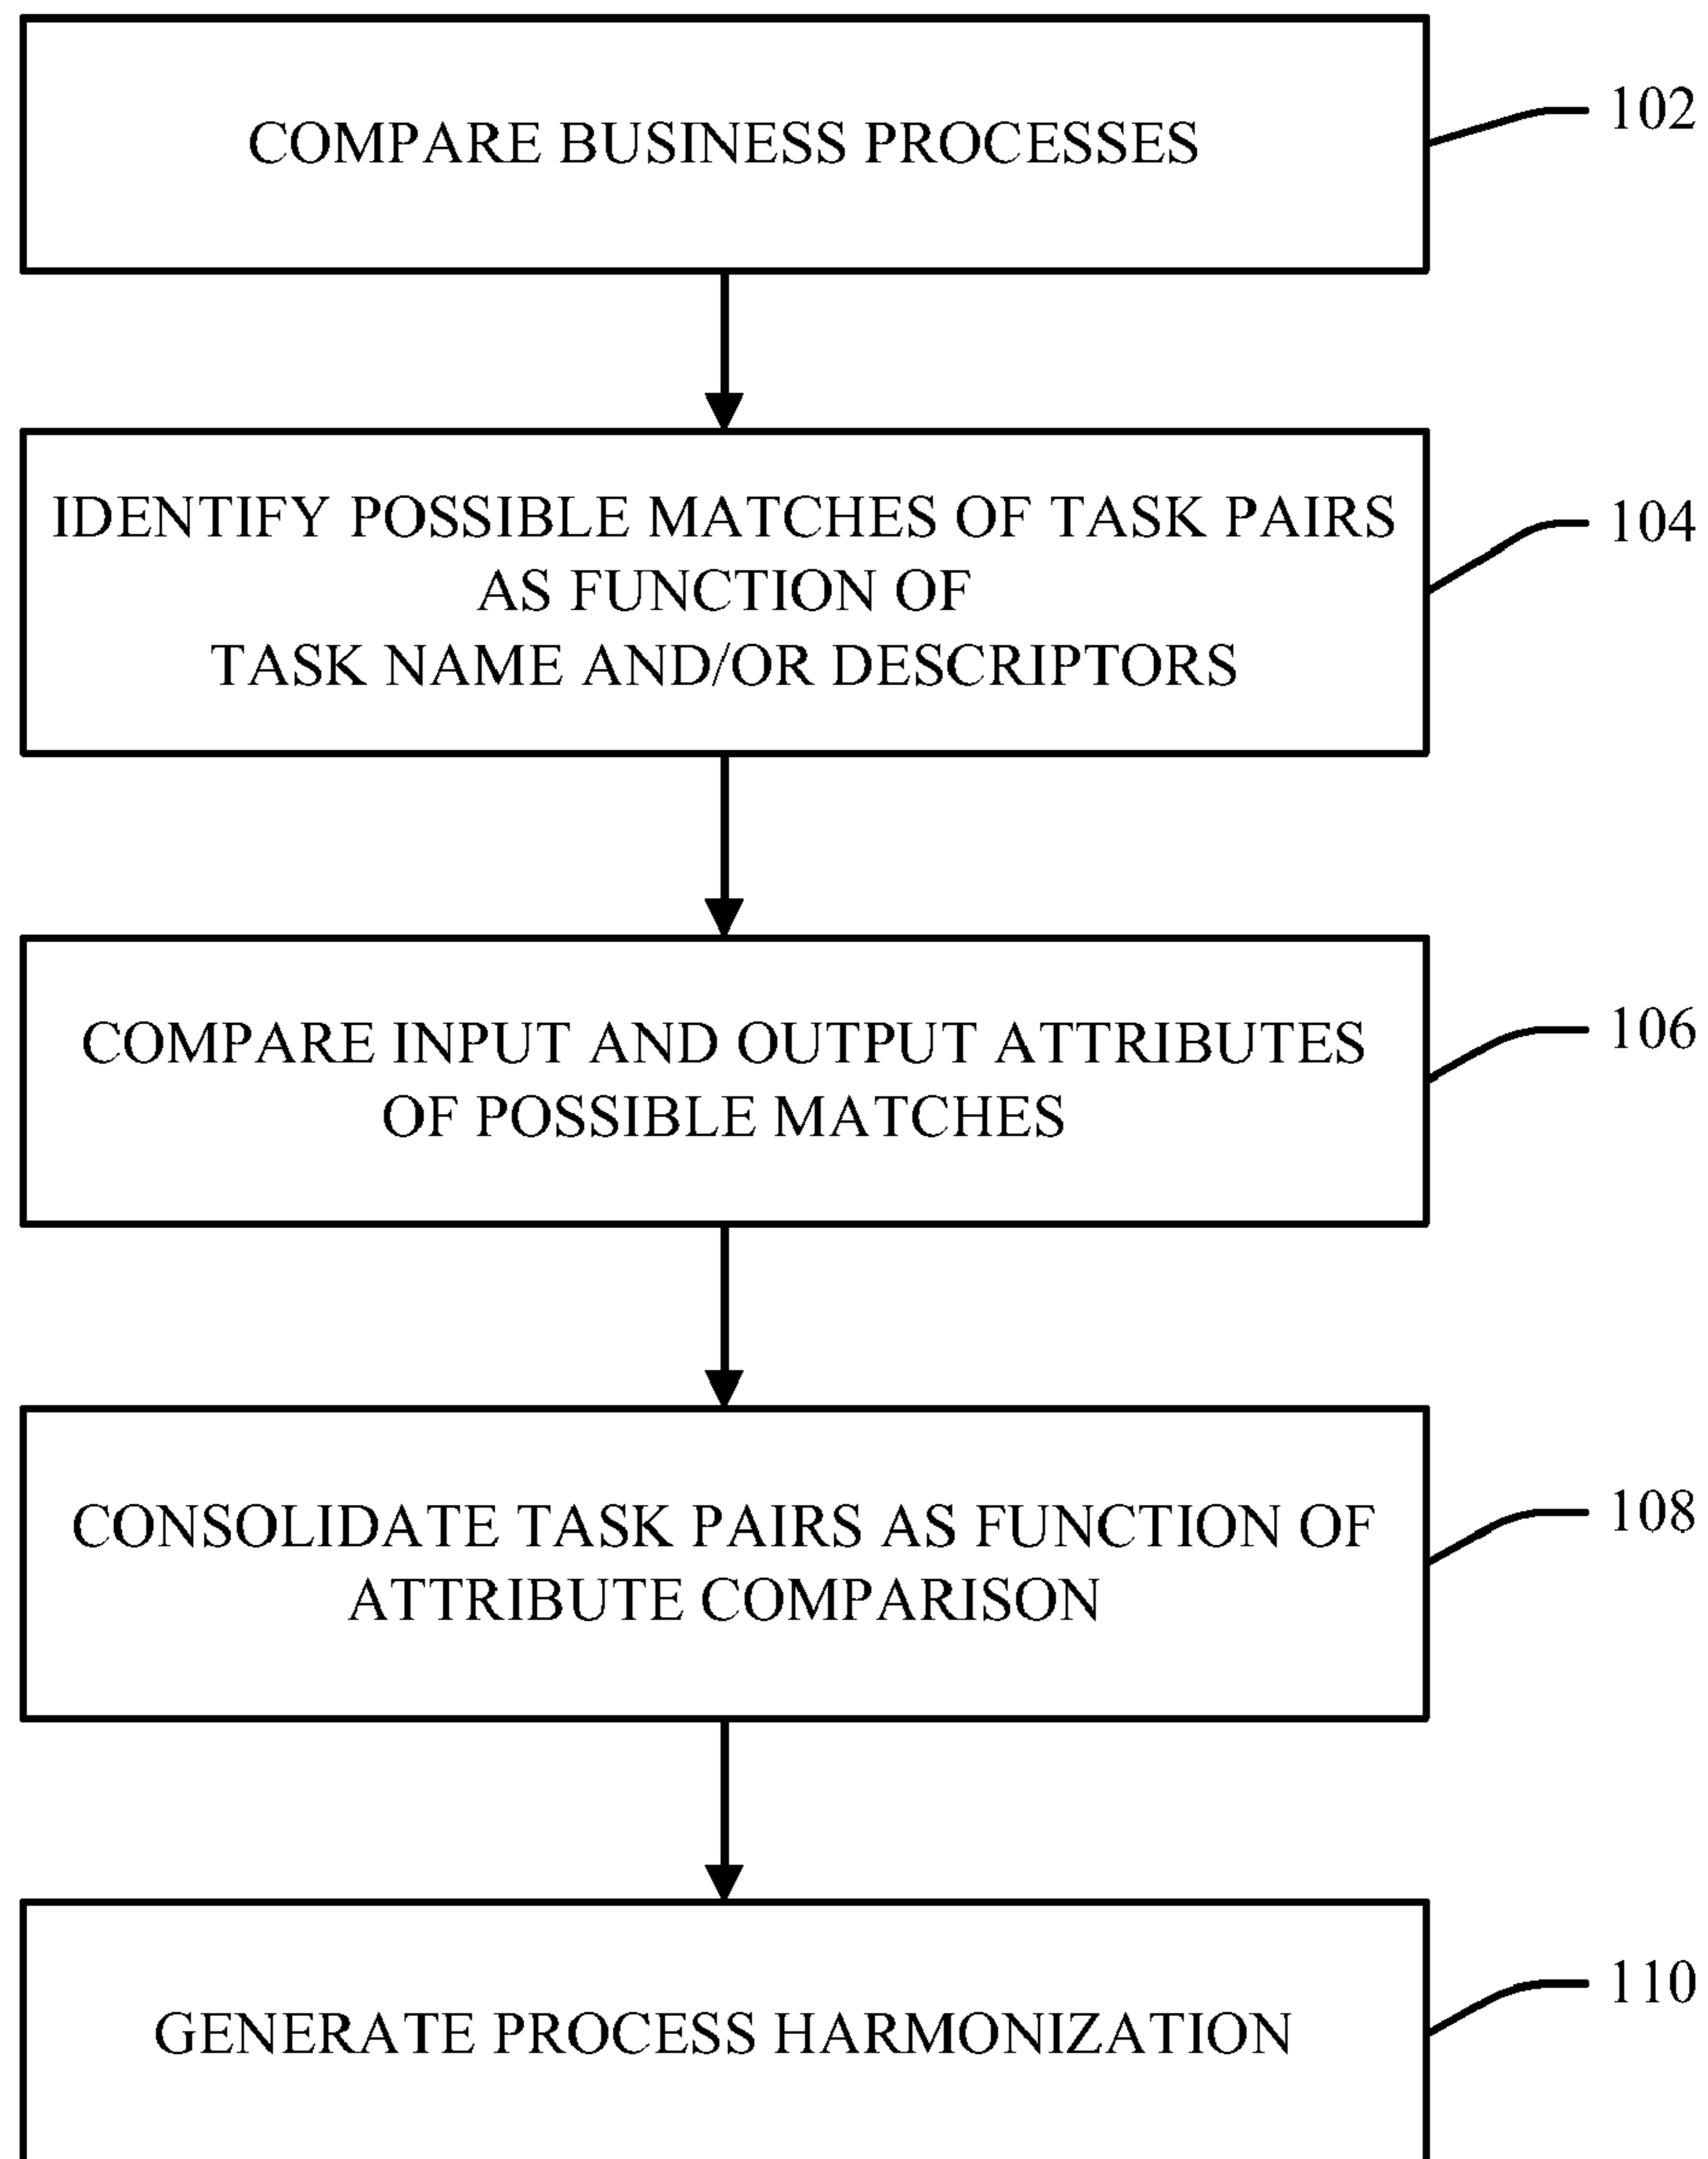 COMPARE BUSINESS PROCESSES
102
IDENTIFY POSSIBLE MATCHES OF TASK PAIRS
AS FUNCTION OF
TASK NAME AND/OR DESCRIPTORS
104
COMPARE INPUT AND OUTPUT ATTRIBUTES
OF POSSIBLE MATCHES
106
CONSOLIDATE TASK PAIRS AS FUNCTION OF
ATTRIBUTE COMPARISON
108
GENERATE PROCESS HARMONIZATION
110